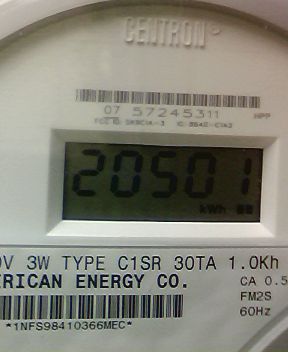 CENTRON
07 57245311
HPP
20501
kWh
0V 3W TYPE C1SR 30TA 1.0Kh
ERICAN ENERGY CO.
CA 0.5
FM2S
60Hz
*1NFS98410366MEC*